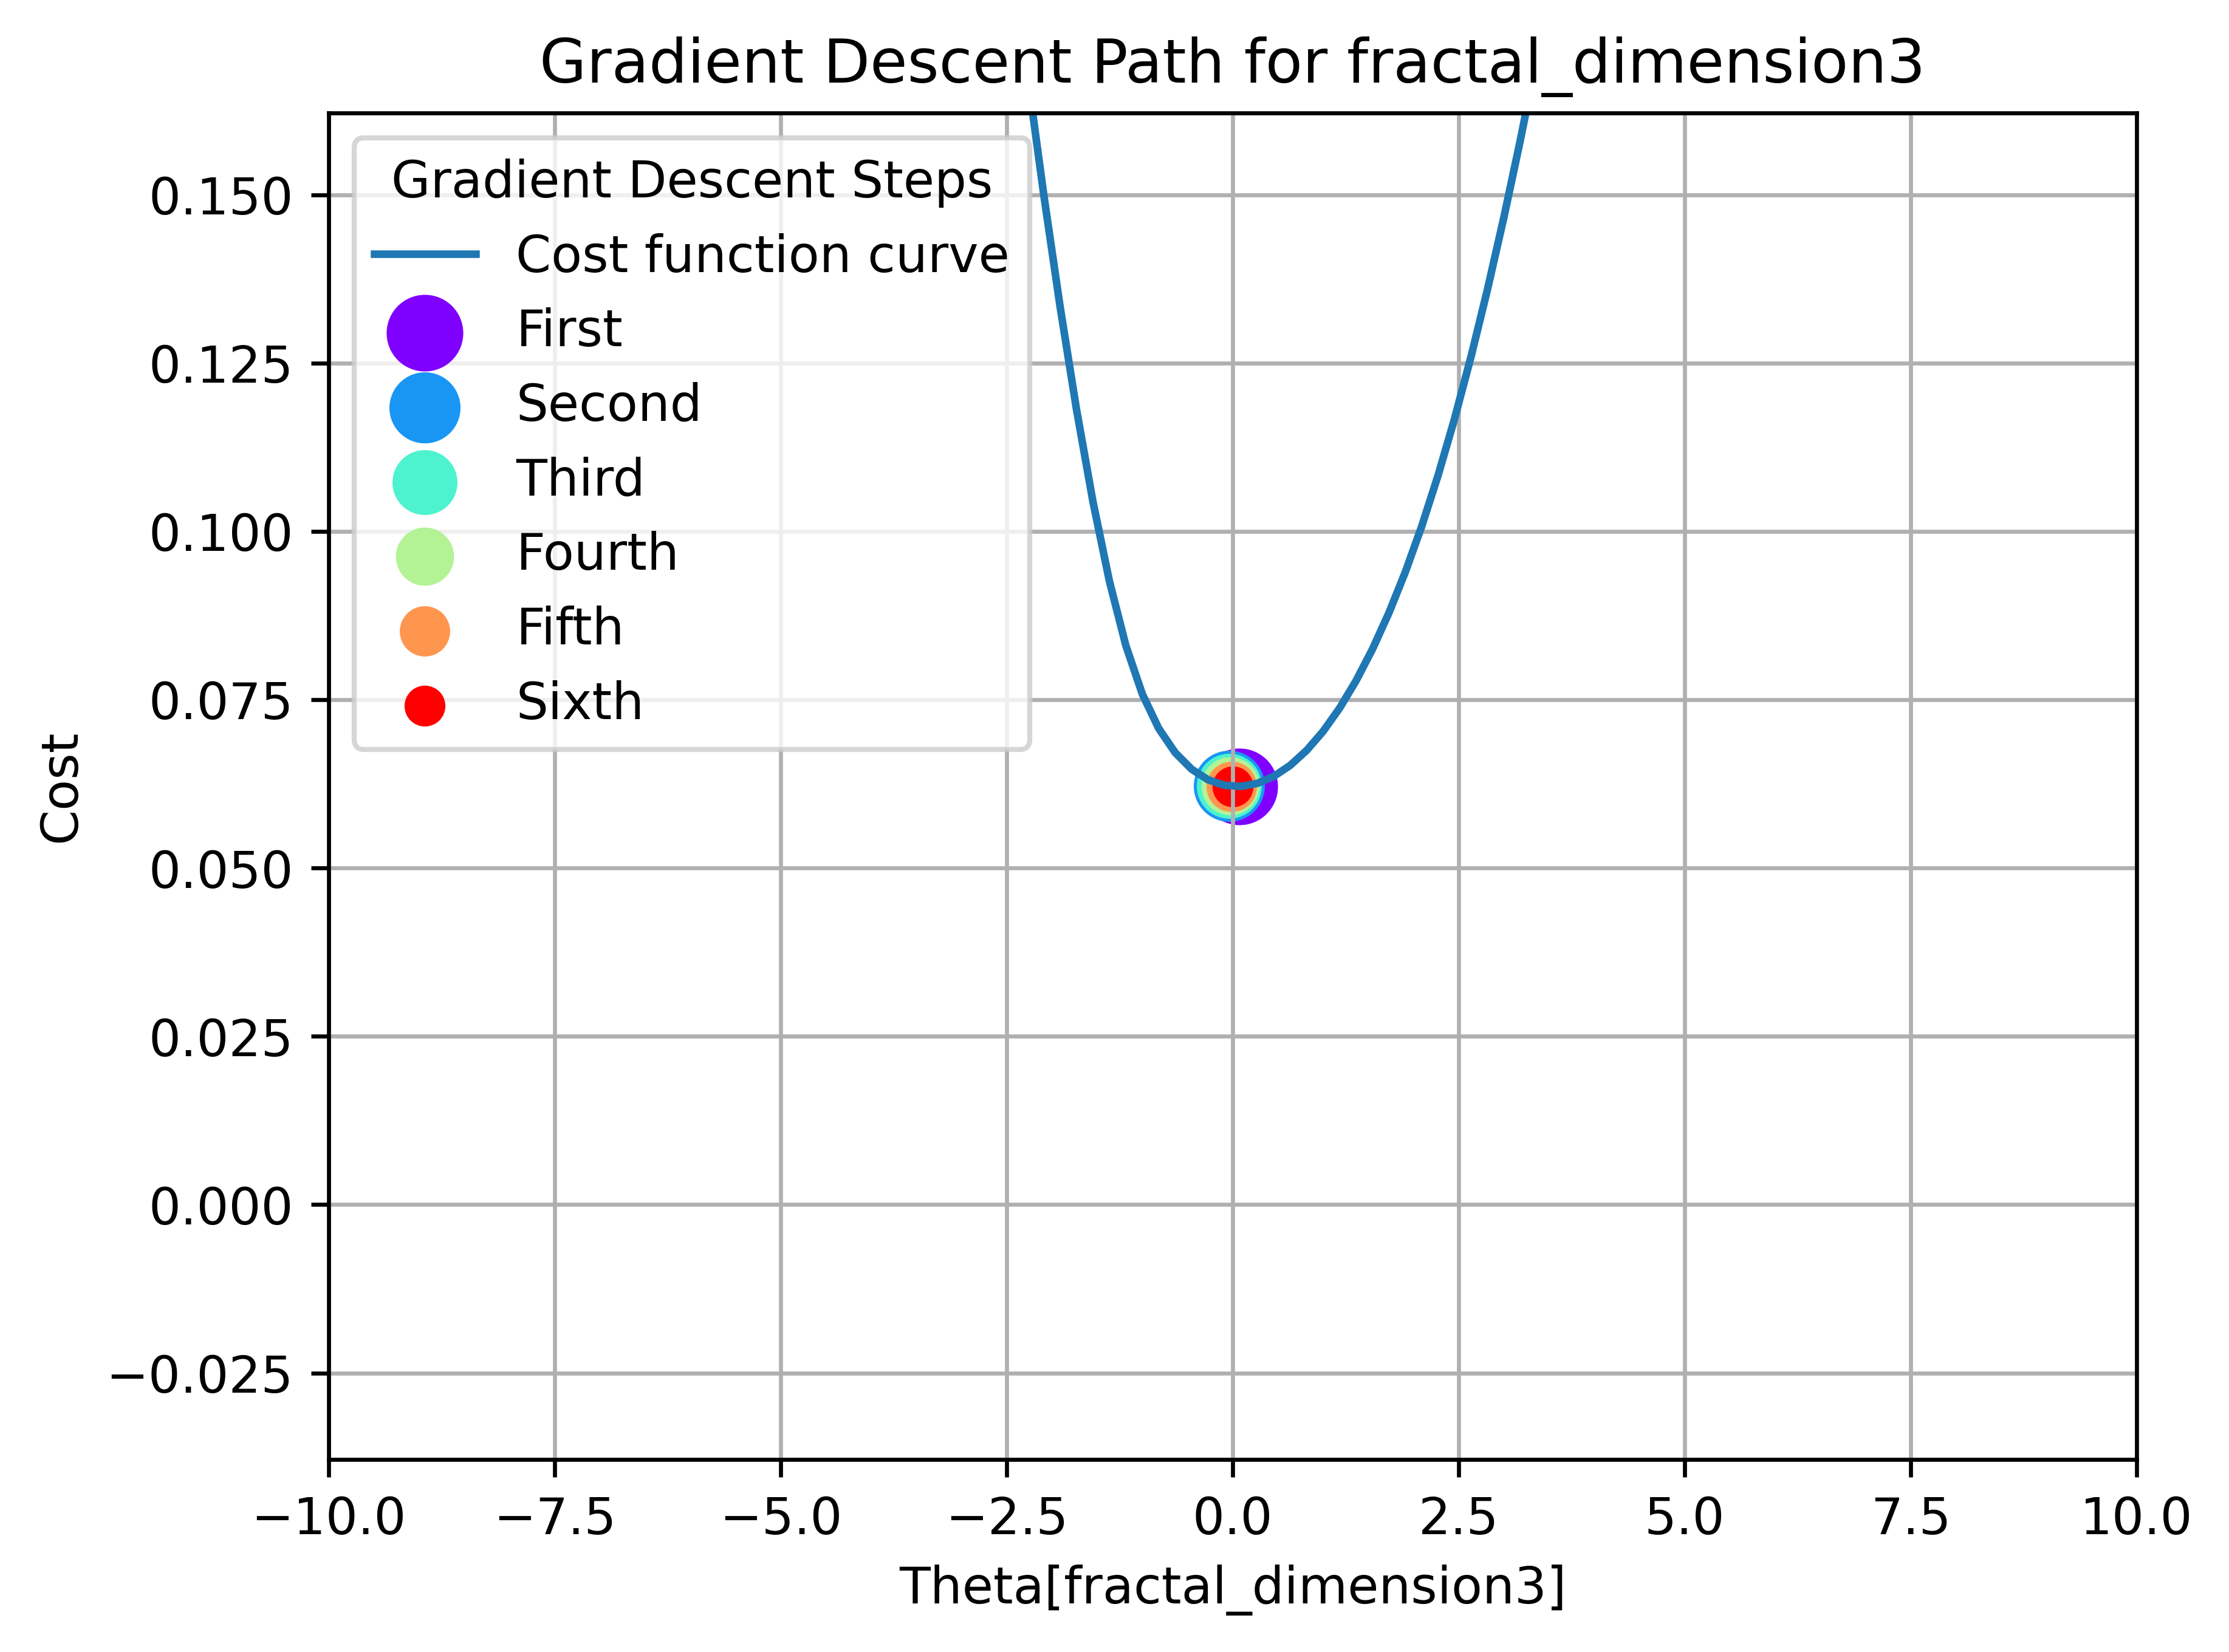 Gradient Descent Path for fractal_dimension3
Gradient Descent Steps
Cost function curve
First
Second
Third
Fourth
Fifth
Sixth
0.150
0.125
0.100
0.075
0.050
0.025
0.000
−0.025
Cost
−10.0 −7.5 −5.0 −2.5 0.0 2.5 5.0 7.5 10.0
Theta[fractal_dimension3]